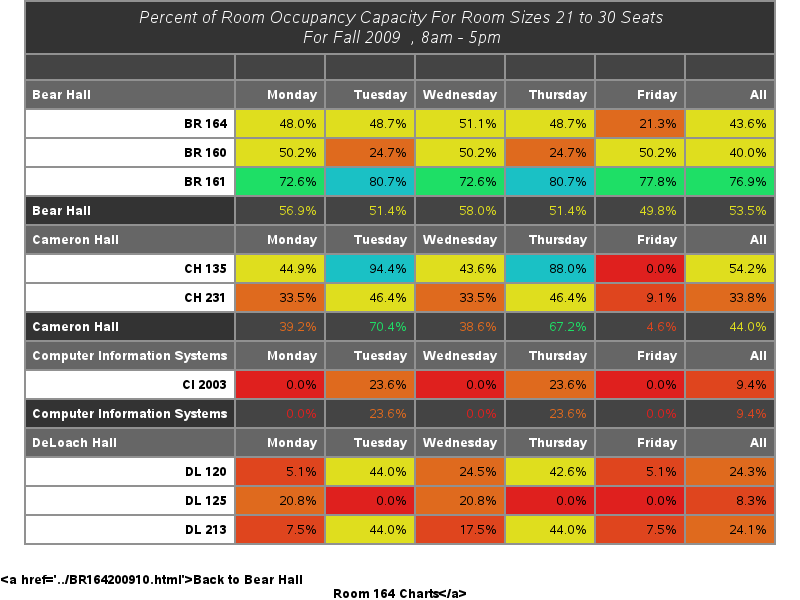 Percent of Room Occupancy Capacity For Room Sizes 21 to 30 Seats
For Fall 2009 , 8am - 5pm
Bear Hall Monday Tuesday Wednesday Thursday Friday All
BR 164 48.0% 48.7% 51.1% 48.7% 21.3% 43.6%
BR 160 50.2% 24.7% 50.2% 24.7% 50.2% 40.0%
BR 161 72.6% 80.7% 72.6% 80.7% 77.8% 76.9%
Bear Hall 56.9% 51.4% 58.0% 51.4% 49.8% 53.5%
Cameron Hall Monday Tuesday Wednesday Thursday Friday All
CH 135 44.9% 94.4% 43.6% 88.0% 0.0% 54.2%
CH 231 33.5% 46.4% 33.5% 46.4% 9.1% 33.8%
Cameron Hall 39.2% 70.4% 38.6% 67.2% 4.6% 44.0%
Computer Information Systems Monday Tuesday Wednesday Thursday Friday All
CI 2003 0.0% 23.6% 0.0% 23.6% 0.0% 9.4%
Computer Information Systems 0.0% 23.6% 0.0% 23.6% 0.0% 9.4%
DeLoach Hall Monday Tuesday Wednesday Thursday Friday All
DL 120 5.1% 44.0% 24.5% 42.6% 5.1% 24.3%
DL 125 20.8% 0.0% 20.8% 0.0% 0.0% 8.3%
DL 213 7.5% 44.0% 17.5% 44.0% 7.5% 24.1%
<a href='../BR164200910.html'>Back to Bear Hall
Room 164 Charts</a>